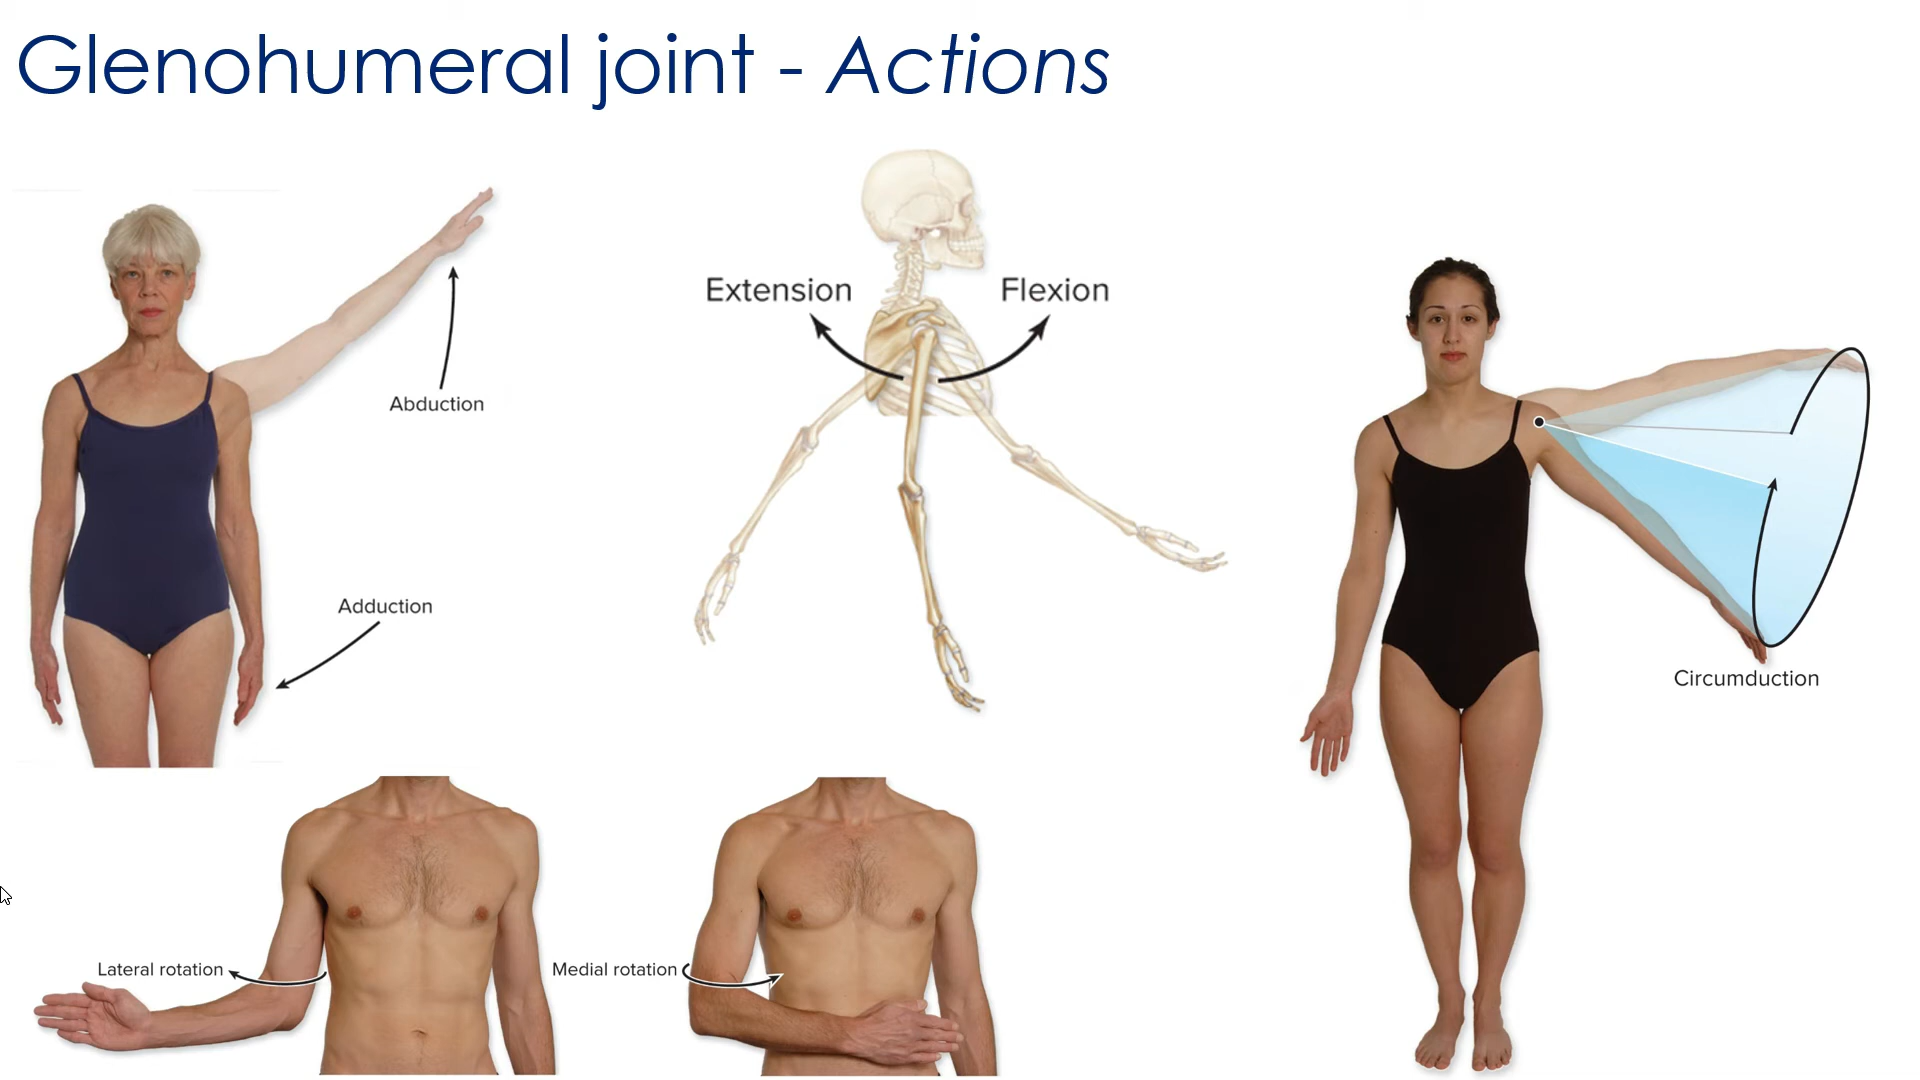 Glenohumeral joint - Actions
Extension
Flexion
Abduction
Adduction
Circumduction
Lateral rotation
Medial rotation